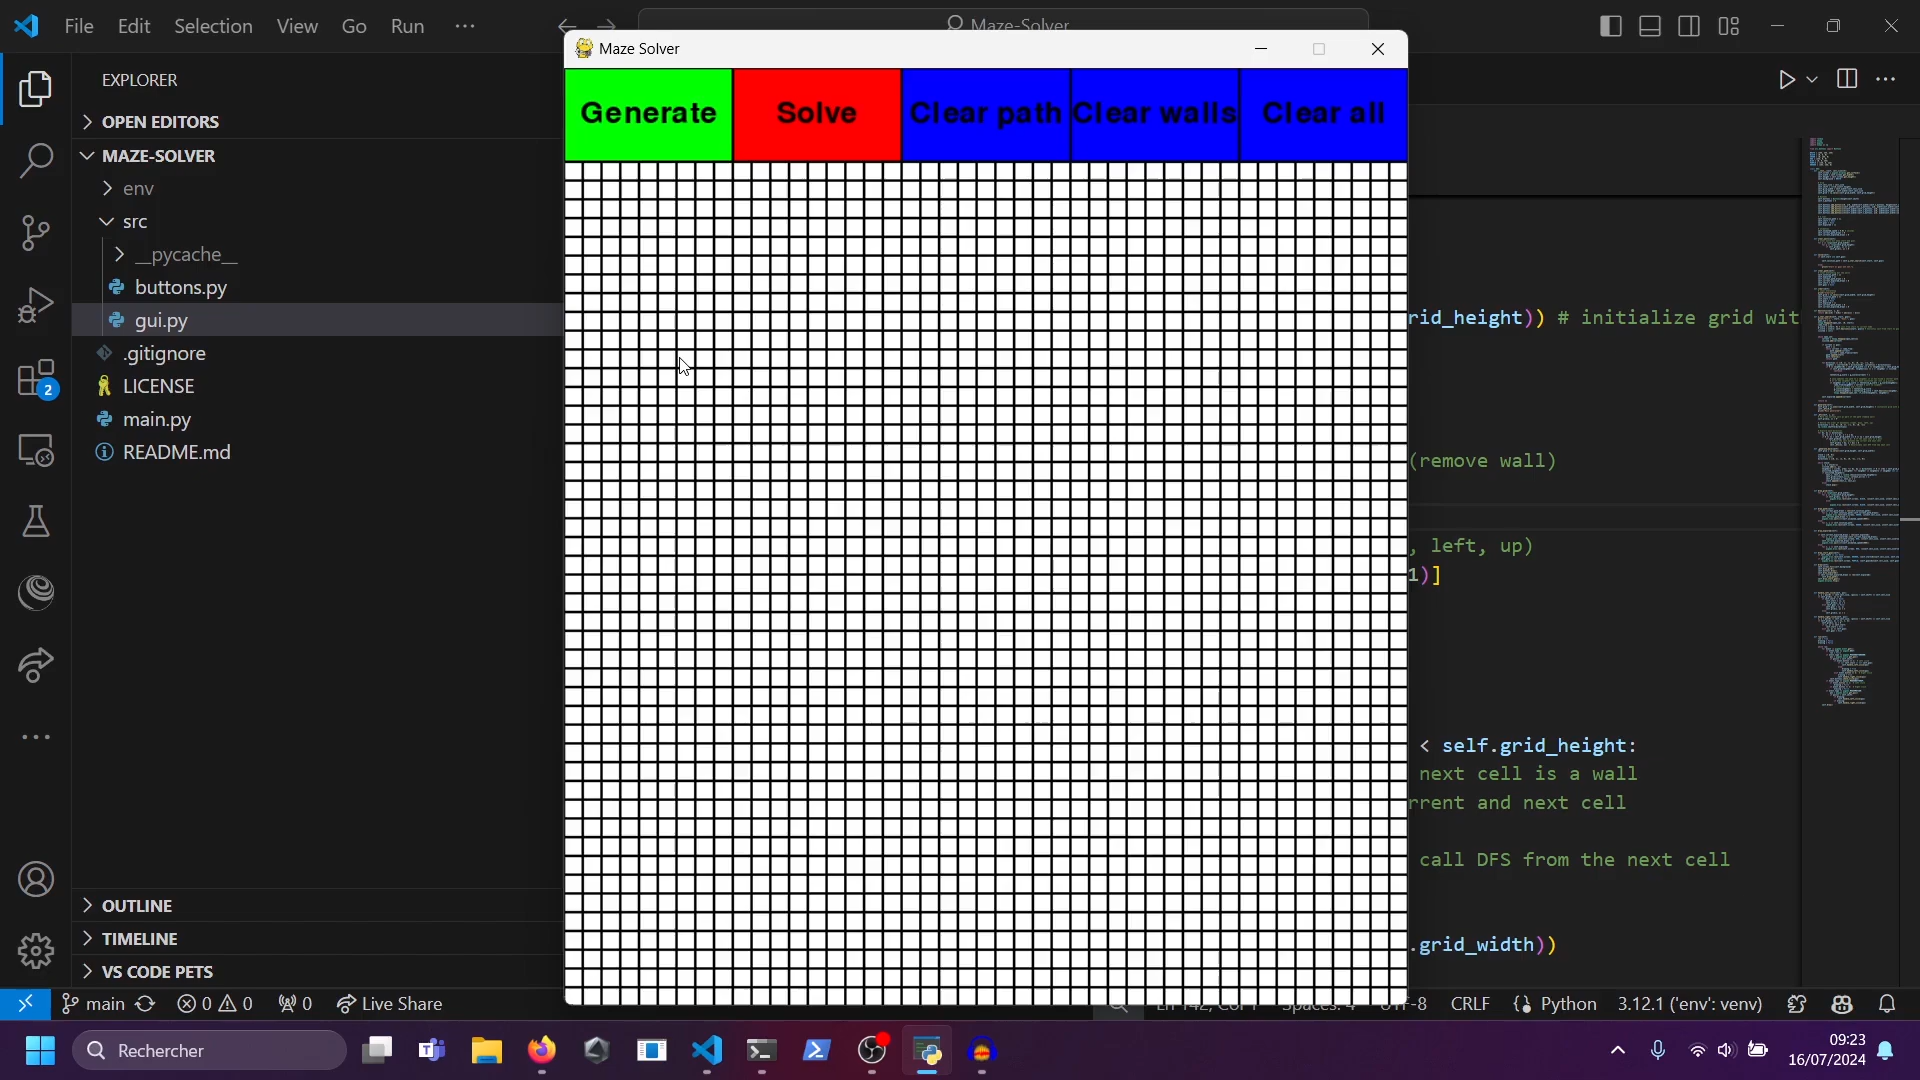 File Edit Selection View Go Run ···
Maze-Solver
Maze Solver
EXPLORER
OPEN EDITORS
MAZE-SOLVER
env
src
__pycache__
buttons.py
gui.py
.gitignore
LICENSE
main.py
README.md
OUTLINE
TIMELINE
VS CODE PETS
2
Generate
Solve
Clear path
Clear walls
Clear all
rid_height)) # initialize grid wit
(remove wall)
, left, up)
1)]
< self.grid_height:
next cell is a wall
rrent and next cell
call DFS from the next cell
.grid_width))
main
0 0
0
Live Share
CRLF
Python
3.12.1 ('env': venv)
Rechercher
09:23
16/07/2024